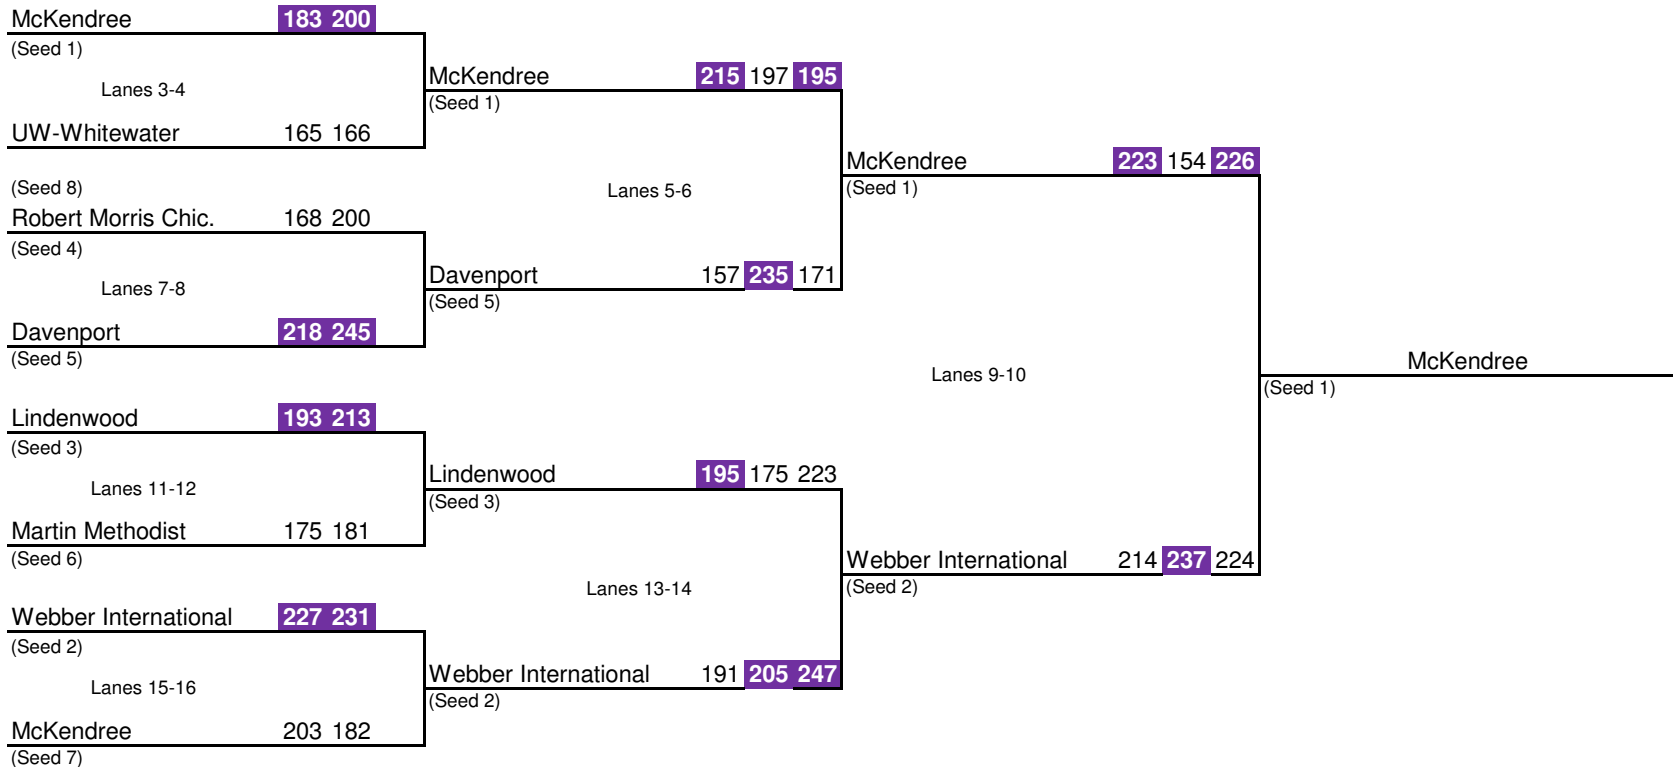 McKendree 183 200
(Seed 1)
Lanes 3-4
UW-Whitewater 165 166
(Seed 8)
Robert Morris Chic. 168 200
(Seed 4)
Lanes 7-8
Davenport 218 245
(Seed 5)
Lindenwood 193 213
(Seed 3)
Lanes 11-12
Martin Methodist 175 181
(Seed 6)
Webber International 227 231
(Seed 2)
Lanes 15-16
McKendree 203 182
(Seed 7)
McKendree 215 197 195
(Seed 1)
Lanes 5-6
Davenport 157 235 171
(Seed 5)
Lindenwood 195 175 223
(Seed 3)
Lanes 13-14
Webber International 191 205 247
(Seed 2)
McKendree 223 154 226
(Seed 1)
Lanes 9-10
Webber International 214 237 224
(Seed 2)
McKendree
(Seed 1)